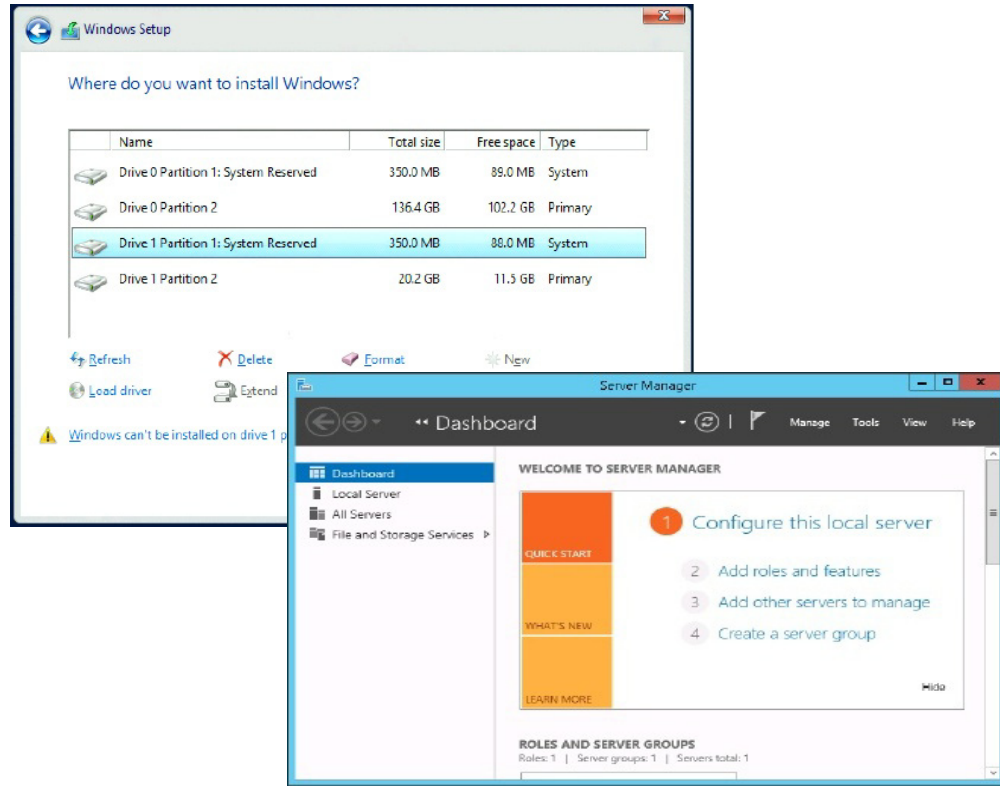 Windows Setup
Where do you want to install Windows?
Name Total size Free space Type
Drive 0 Partition 1: System Reserved 350.0 MB 89.0 MB System
Drive 0 Partition 2 136.4 GB 102.2 GB Primary
Drive 1 Partition 1: System Reserved 350.0 MB 88.0 MB System
Drive 1 Partition 2 20.2 GB 11.5 GB Primary
Refresh Delete Format New
Load driver Extend
Windows can't be installed on drive 1 p
Server Manager
Dashboard
Manage Tools View Help
Dashboard
Local Server
All Servers
File and Storage Services
WELCOME TO SERVER MANAGER
QUICK START
WHAT'S NEW
LEARN MORE
1 Configure this local server
2 Add roles and features
3 Add other servers to manage
4 Create a server group
Hide
ROLES AND SERVER GROUPS
Roles: 1 | Server groups: 1 | Servers total: 1